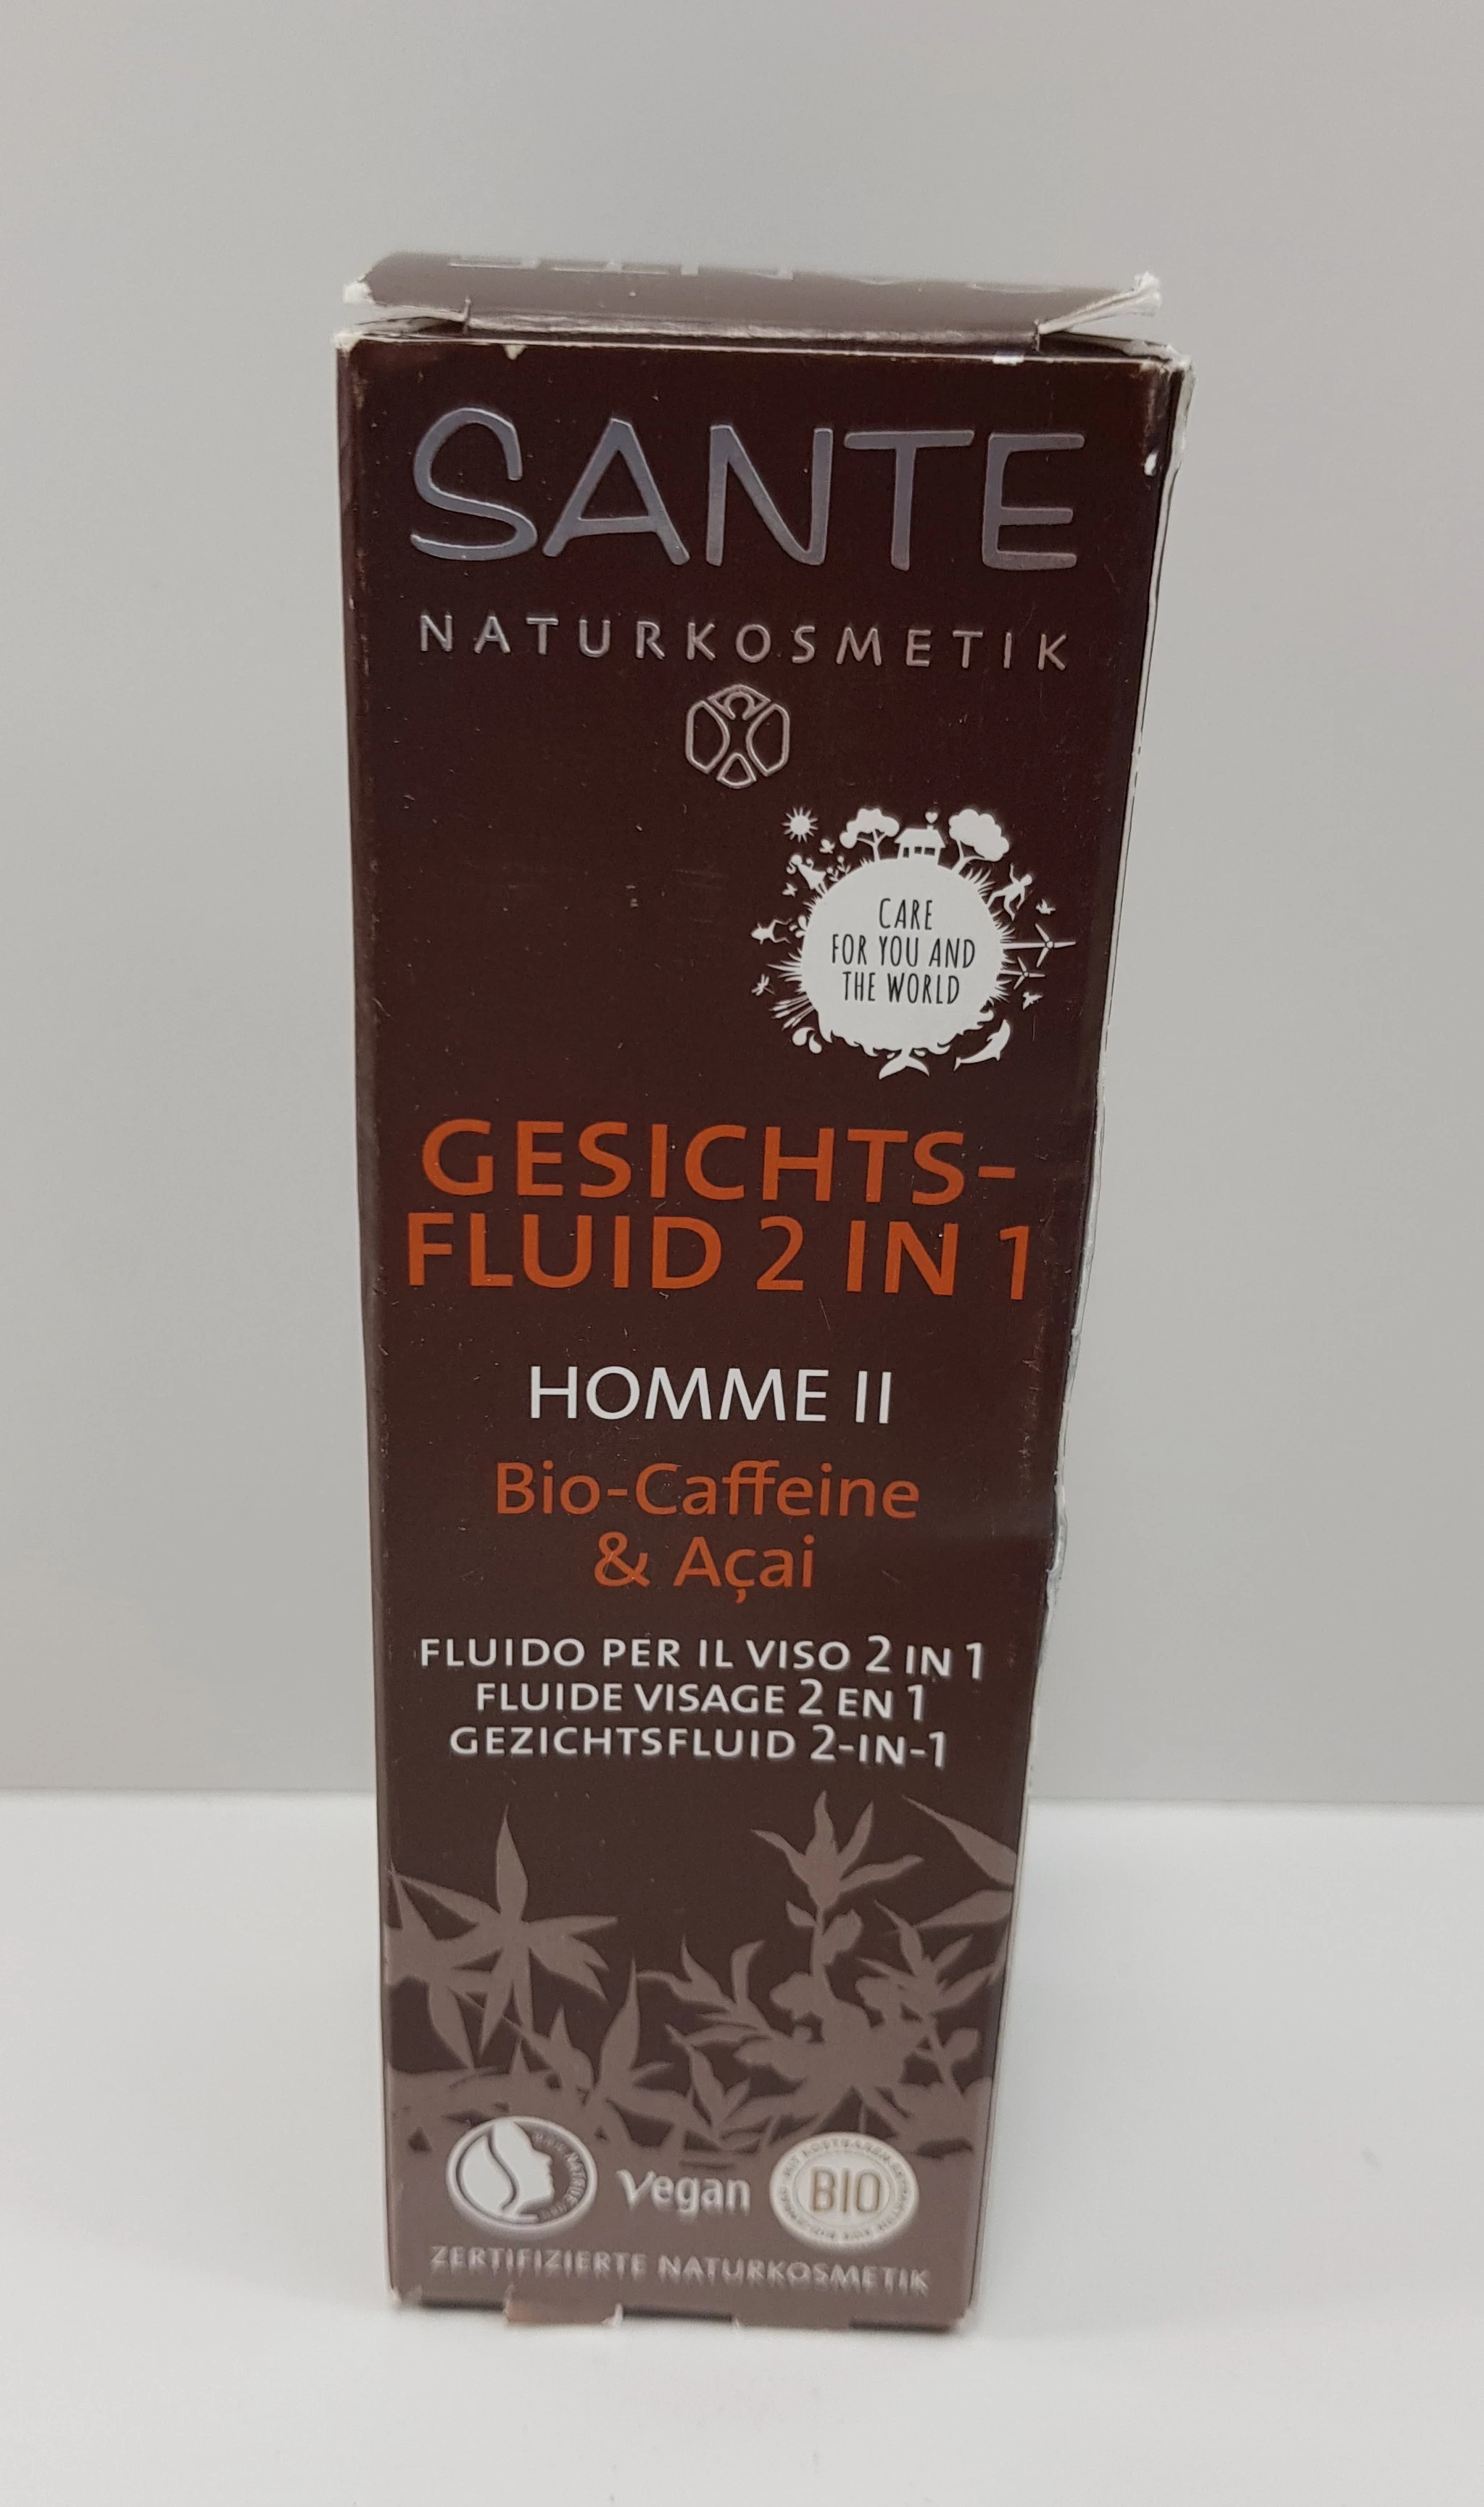 SANTE
NATURKOSMETIK
CARE
FOR YOU AND
THE WORLD
GESICHTS-
FLUID 2 IN 1
HOMME II
Bio-Caffeine
& Açai
FLUIDO PER IL VISO 2 IN 1
FLUIDE VISAGE 2 EN 1
GEZICHTSFLUID 2-IN-1
NATRUE
Vegan
BIO
ZERTIFIZIERTE NATURKOSMETIK